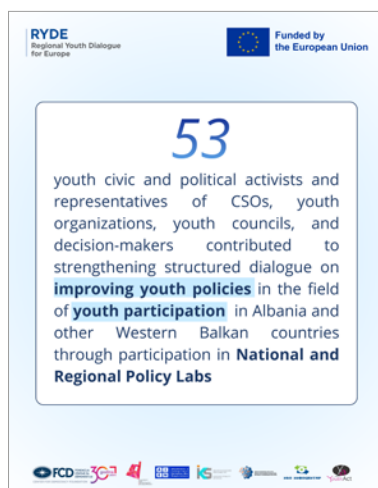 RYDE
Regional Youth Dialogue
for Europe
Funded by
the European Union
53
youth civic and political activists and
representatives of CSOs, youth
organizations, youth councils, and
decision-makers contributed to
strengthening structured dialogue on
improving youth policies in the field
of youth participation in Albania and
other Western Balkan countries
through participation in National and
Regional Policy Labs
FCD